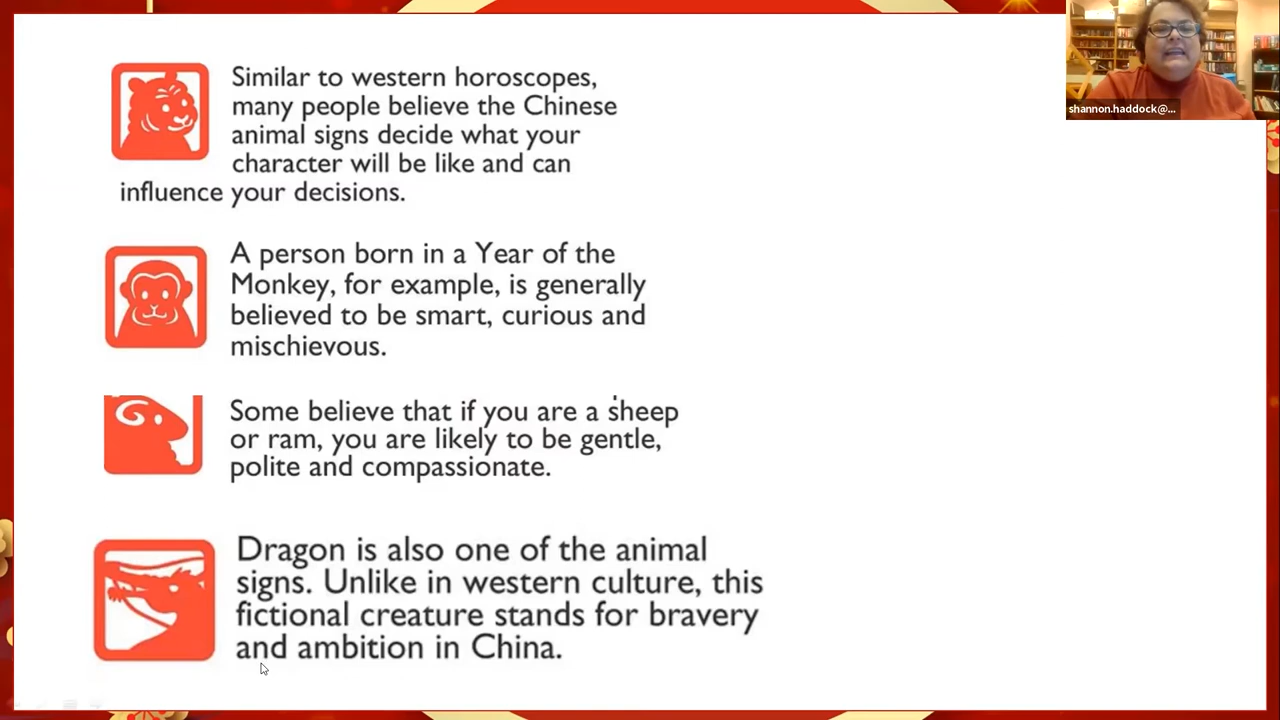 Similar to western horoscopes,
many people believe the Chinese
animal signs decide what your
character will be like and can
influence your decisions.
A person born in a Year of the
Monkey, for example, is generally
believed to be smart, curious and
mischievous.
Some believe that if you are a sheep
or ram, you are likely to be gentle,
polite and compassionate.
Dragon is also one of the animal
signs. Unlike in western culture, this
fictional creature stands for bravery
and ambition in China.
shannon.haddock@...